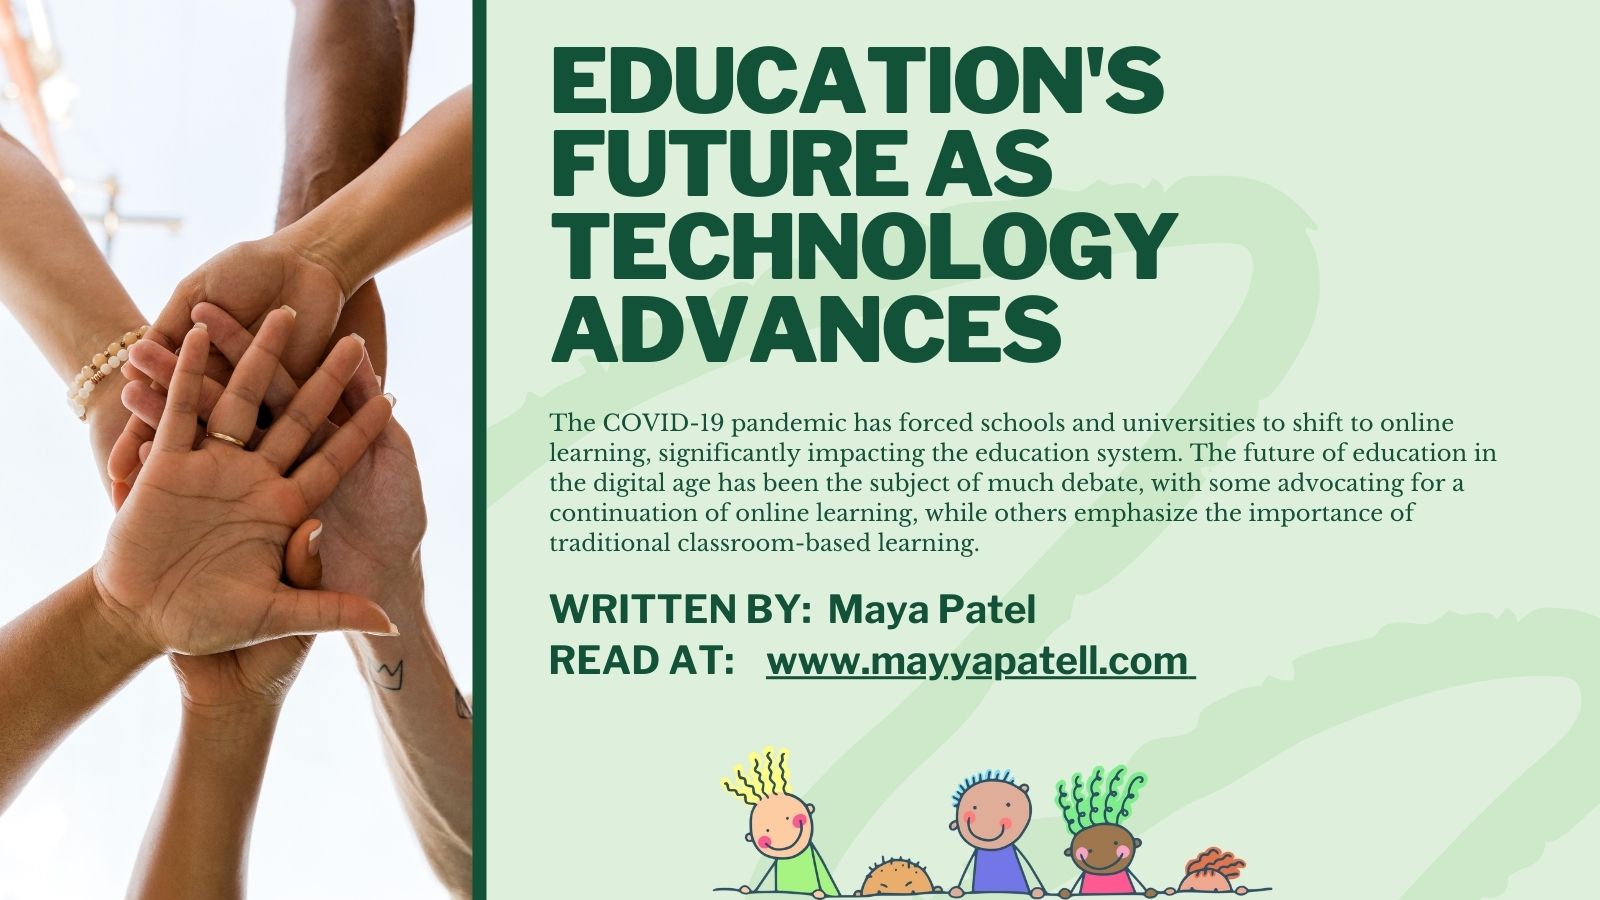 EDUCATION'S
FUTURE AS
TECHNOLOGY
ADVANCES
The COVID-19 pandemic has forced schools and universities to shift to online
learning, significantly impacting the education system. The future of education in
the digital age has been the subject of much debate, with some advocating for a
continuation of online learning, while others emphasize the importance of
traditional classroom-based learning.
WRITTEN BY: Maya Patel
READ AT: www.mayyapatell.com